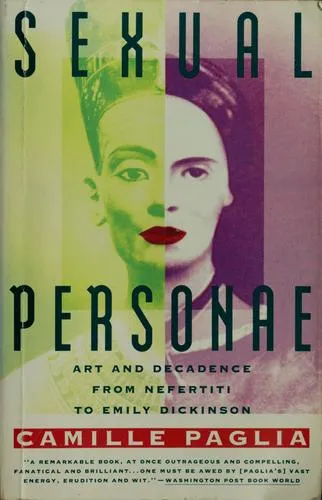 SEXUAL
PERSONAE
ART AND DECADENCE
FROM NEFERTITI
TO EMILY DICKINSON
CAMILLE PAGLIA
"A REMARKABLE BOOK, AT ONCE OUTRAGEOUS AND COMPELLING,
FANATICAL AND BRILLIANT...ONE MUST BE AWED BY [PAGLIA'S] VAST
ENERGY, ERUDITION AND WIT."—WASHINGTON POST BOOK WORLD